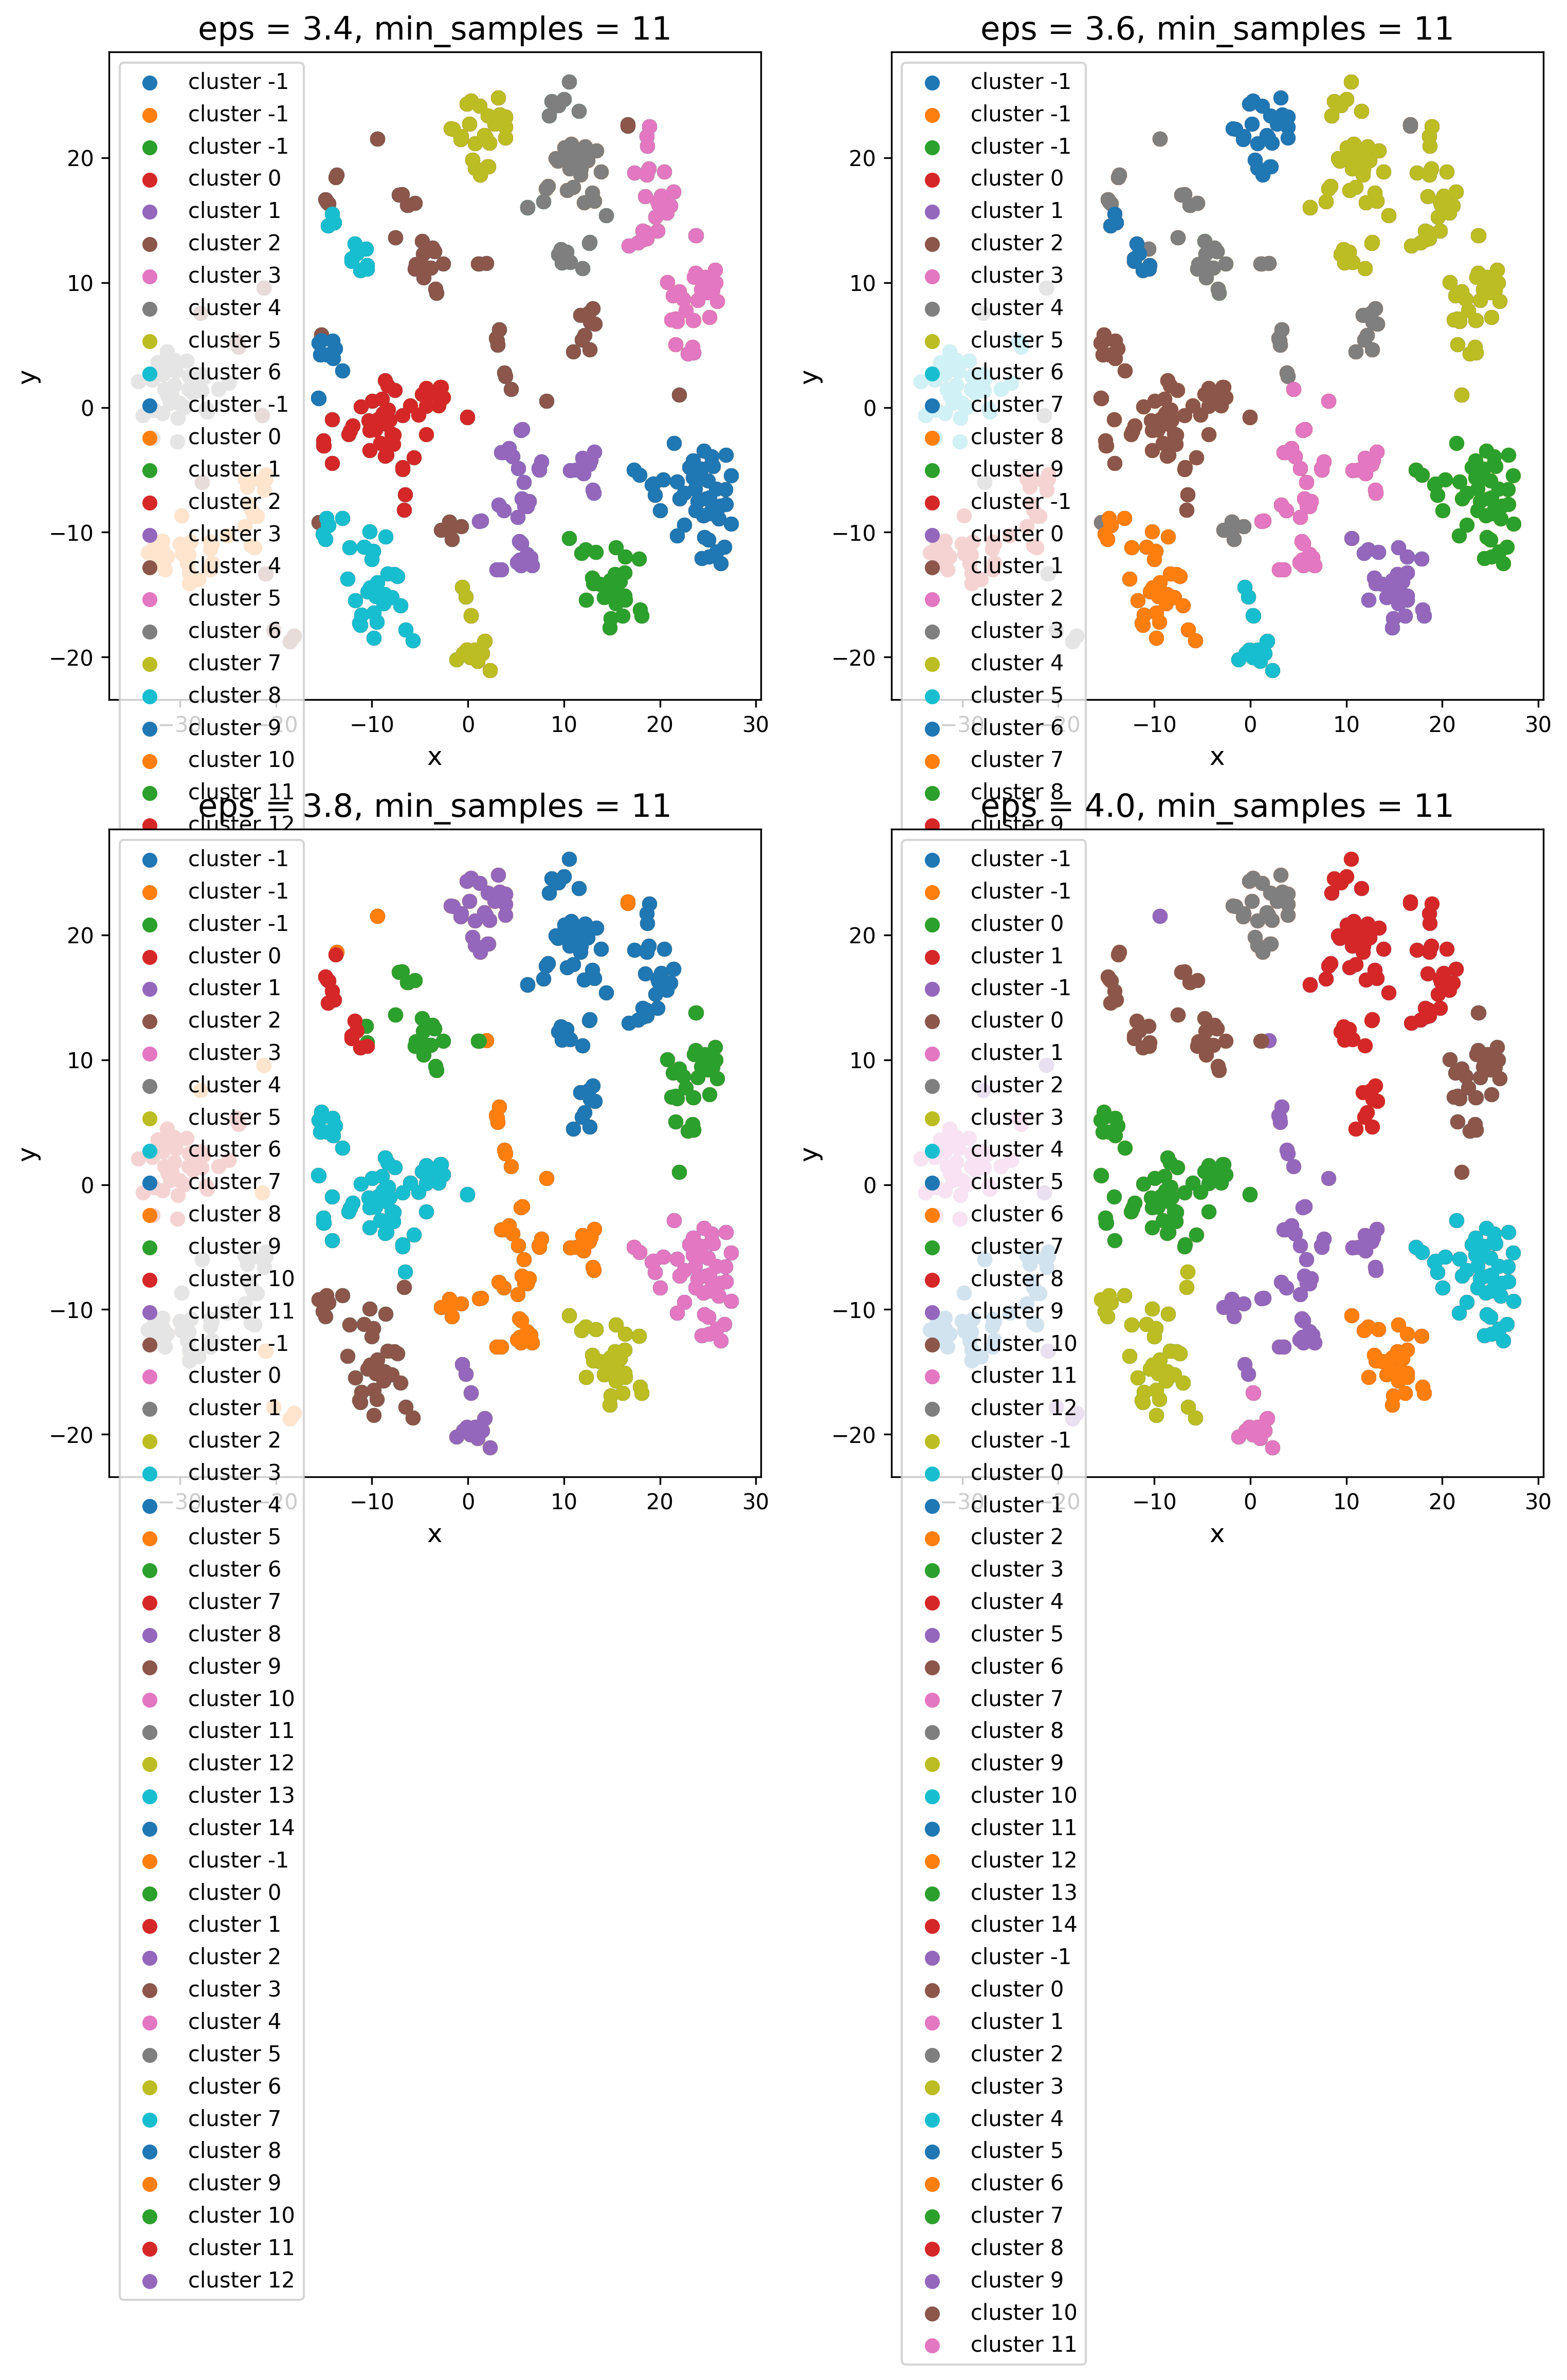 eps = 3.4, min_samples = 11
cluster -1
cluster -1
cluster -1
cluster 0
cluster 1
cluster 2
cluster 3
cluster 4
cluster 5
cluster 6
cluster -1
cluster 0
cluster 1
cluster 2
cluster 3
cluster 4
cluster 5
cluster 6
cluster 7
cluster 8
cluster 9
cluster 10
cluster 11
cluster 12
20
10
0
−10
−20
y
−30 −20 −10 0 10 20 30
x
eps = 3.6, min_samples = 11
cluster -1
cluster -1
cluster -1
cluster 0
cluster 1
cluster 2
cluster 3
cluster 4
cluster 5
cluster 6
cluster 7
cluster 8
cluster 9
cluster -1
cluster 0
cluster 1
cluster 2
cluster 3
cluster 4
cluster 5
cluster 6
cluster 7
cluster 8
cluster 9
20
10
0
−10
−20
y
−30 −20 −10 0 10 20 30
x
eps = 3.8, min_samples = 11
cluster -1
cluster -1
cluster -1
cluster 0
cluster 1
cluster 2
cluster 3
cluster 4
cluster 5
cluster 6
cluster 7
cluster 8
cluster 9
cluster 10
cluster 11
cluster -1
cluster 0
cluster 1
cluster 2
cluster 3
cluster 4
cluster 5
cluster 6
cluster 7
cluster 8
cluster 9
cluster 10
cluster 11
cluster 12
cluster 13
cluster 14
cluster -1
cluster 0
cluster 1
cluster 2
cluster 3
cluster 4
cluster 5
cluster 6
cluster 7
cluster 8
cluster 9
cluster 10
cluster 11
cluster 12
20
10
0
−10
−20
y
−30 −20 −10 0 10 20 30
x
eps = 4.0, min_samples = 11
cluster -1
cluster -1
cluster 0
cluster 1
cluster -1
cluster 0
cluster 1
cluster 2
cluster 3
cluster 4
cluster 5
cluster 6
cluster 7
cluster 8
cluster 9
cluster 10
cluster 11
cluster 12
cluster -1
cluster 0
cluster 1
cluster 2
cluster 3
cluster 4
cluster 5
cluster 6
cluster 7
cluster 8
cluster 9
cluster 10
cluster 11
cluster 12
cluster 13
cluster 14
cluster -1
cluster 0
cluster 1
cluster 2
cluster 3
cluster 4
cluster 5
cluster 6
cluster 7
cluster 8
cluster 9
cluster 10
cluster 11
20
10
0
−10
−20
y
−30 −20 −10 0 10 20 30
x